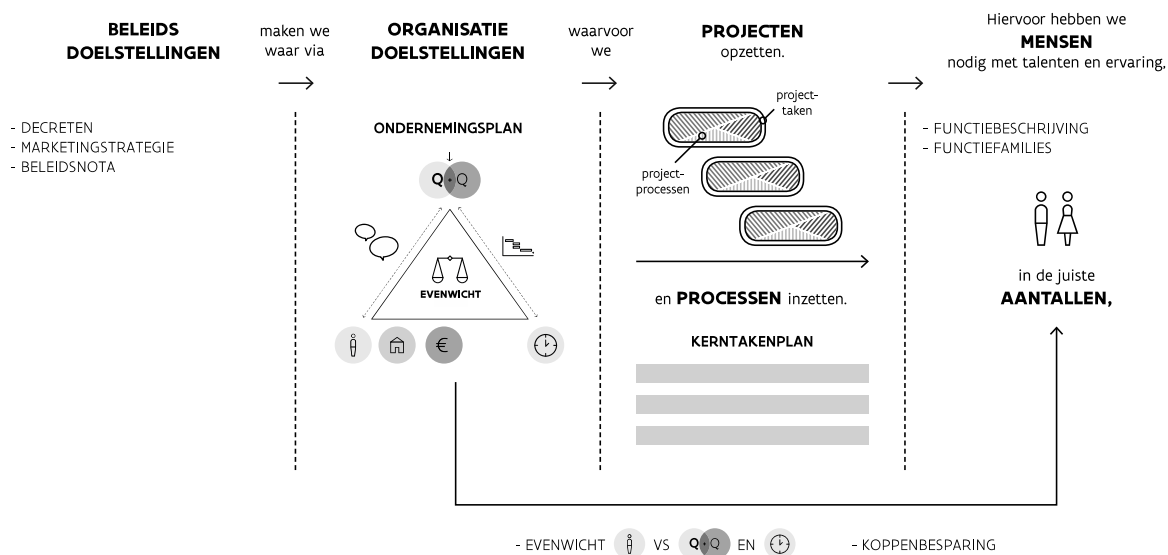 BELEIDS
DOELSTELLINGEN
maken we
waar via
ORGANISATIE
DOELSTELLINGEN
waarvoor
we
PROJECTEN
opzetten.
Hiervoor hebben we
MENSEN
nodig met talenten en ervaring,
- DECRETEN
- MARKETINGSTRATEGIE
- BELEIDSNOTA
ONDERNEMINGSPLAN
Q Q
EVENWICHT
€
project-
taken
project-
processen
en PROCESSEN inzetten.
KERNTAKENPLAN
- FUNCTIEBESCHRIJVING
- FUNCTIEFAMILIES
in de juiste
AANTALLEN,
- EVENWICHT VS Q Q EN
- KOPPENBESPARING